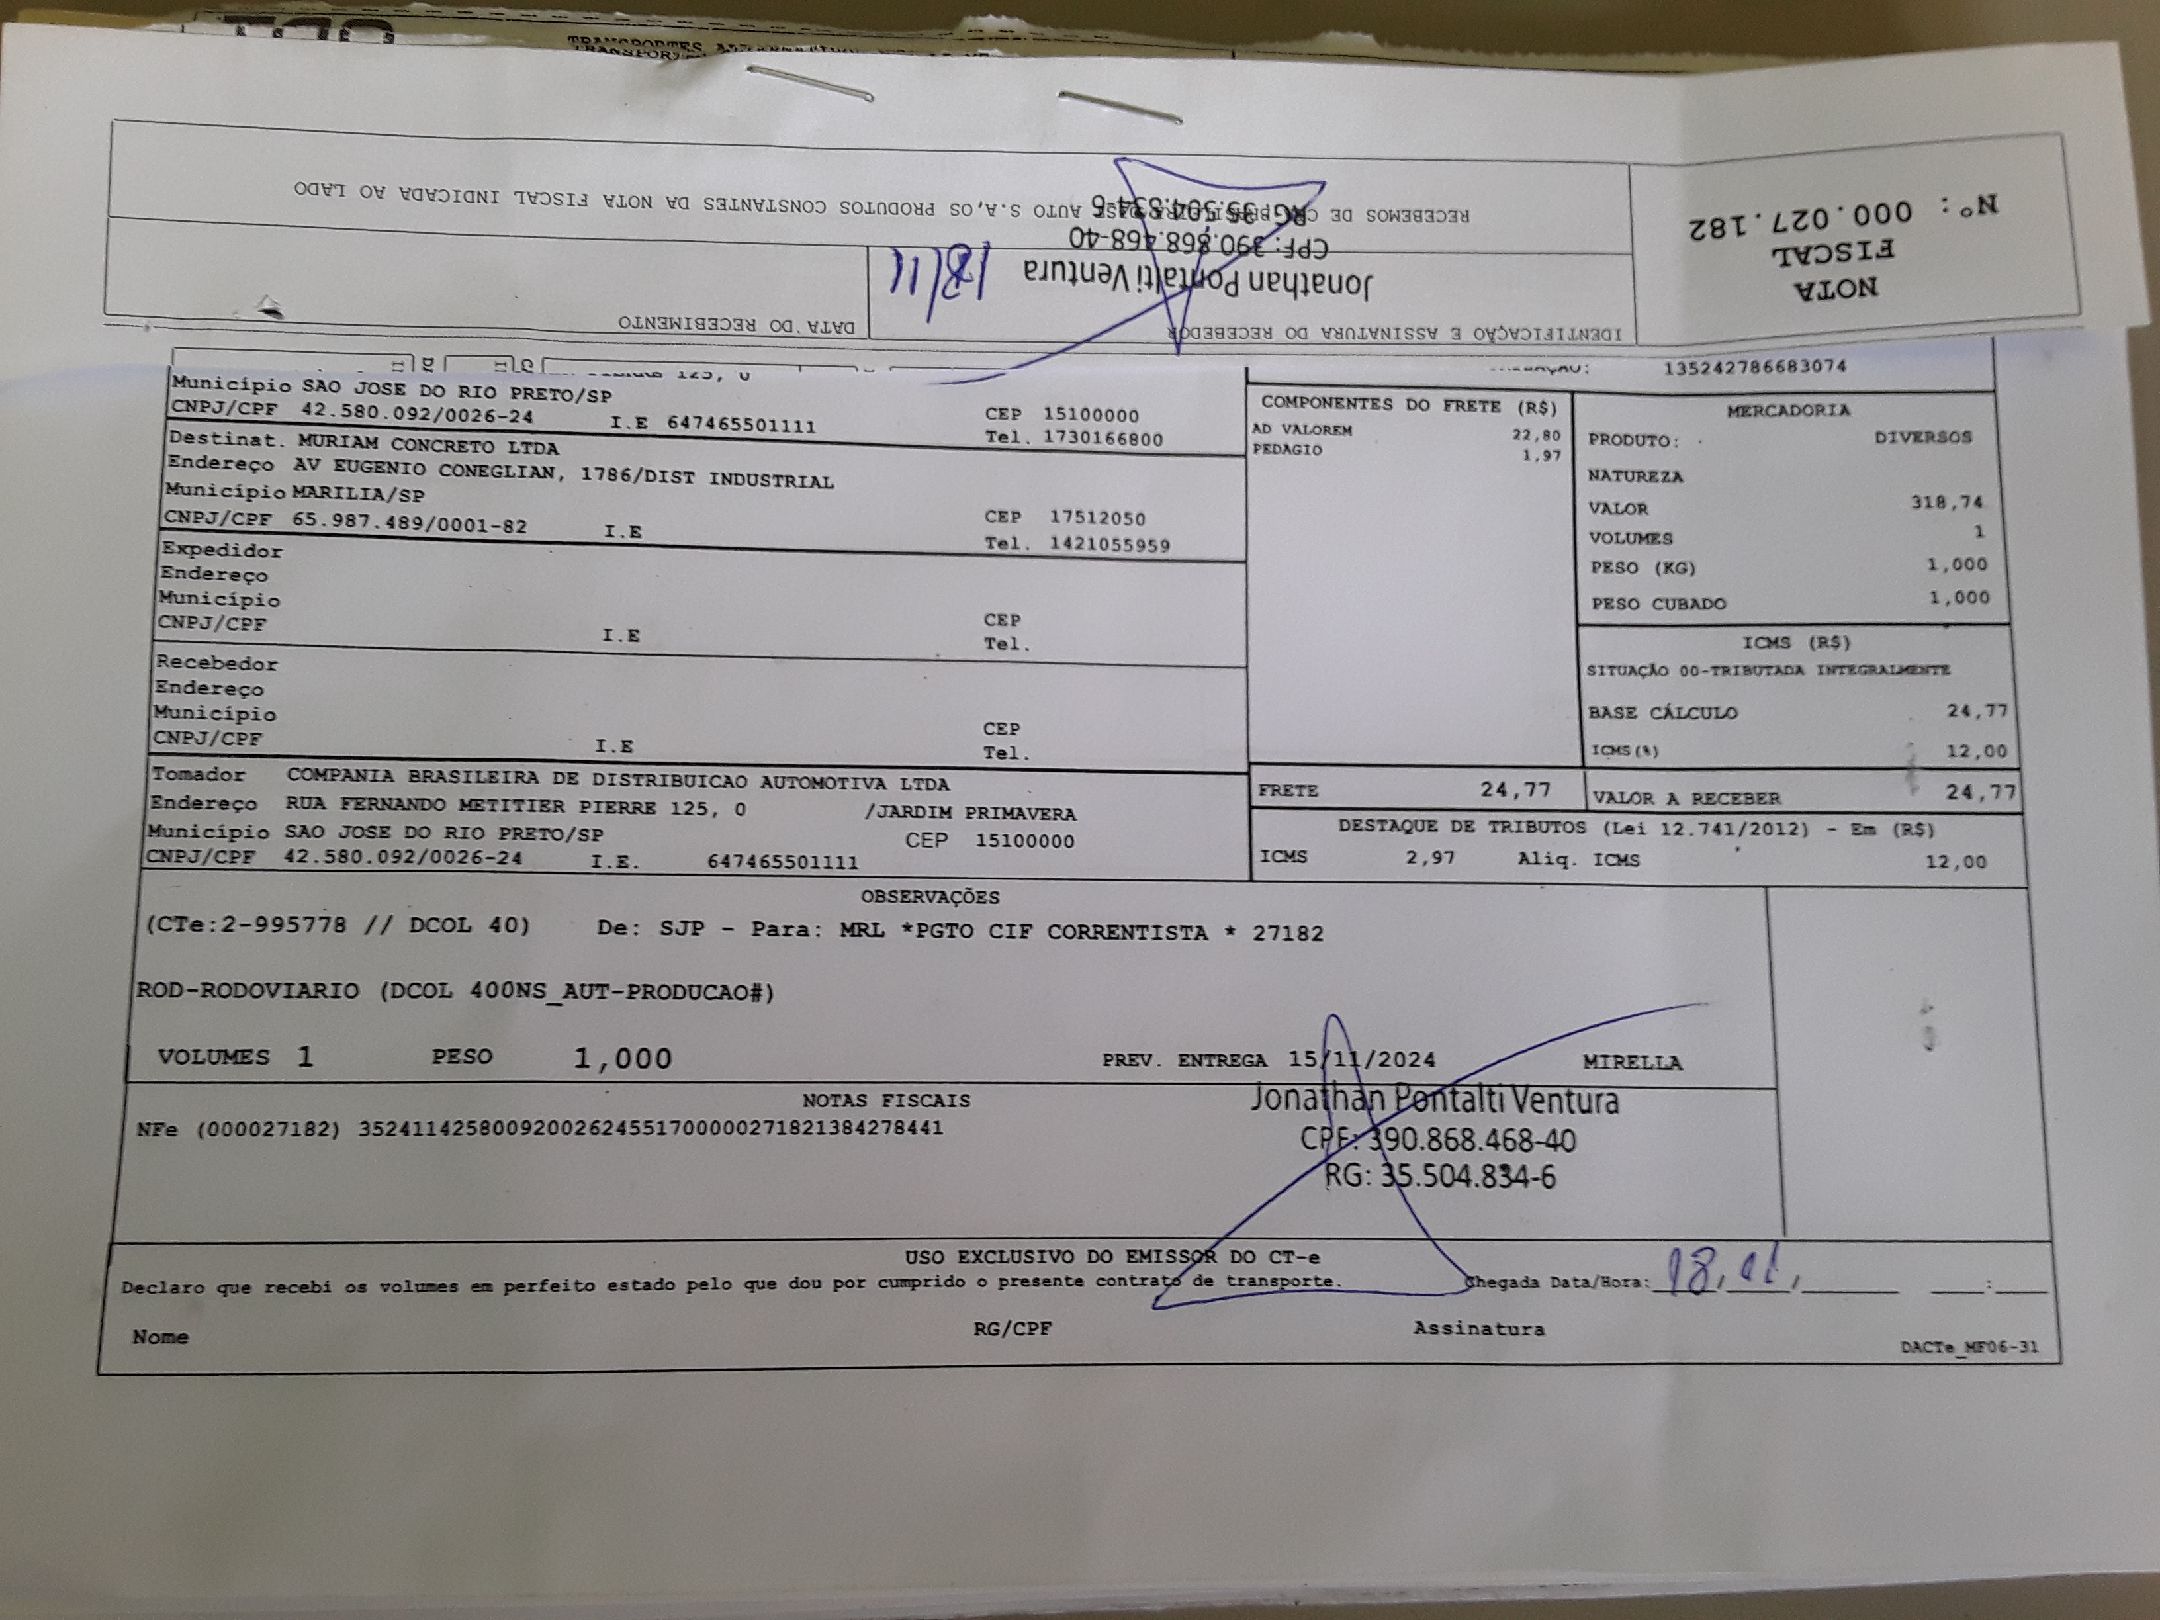 RECEBEMOS DE CBD AUTO S.A,OS PRODUTOS CONSTANTES DA NOTA FISCAL INDICADA AO LADO
NOTA
FISCAL
Nº: 000.027.182
DATA DO RECEBIMENTO
IDENTIFICAÇÃO E ASSINATURA DO RECEBEDOR
18/11
Jonathan Pontalti Ventura
CPF: 390.868.468-40
RG: 35.504.834-6
135242786683074
Município SAO JOSE DO RIO PRETO/SP
CNPJ/CPF 42.580.092/0026-24 I.E 647465501111
CEP 15100000
Tel. 1730166800
Destinat. MURIAM CONCRETO LTDA
Endereço AV EUGENIO CONEGLIAN, 1786/DIST INDUSTRIAL
Município MARILIA/SP
CNPJ/CPF 65.987.489/0001-82 I.E
CEP 17512050
Tel. 1421055959
Expedidor
Endereço
Município
CNPJ/CPF I.E
CEP
Tel.
Recebedor
Endereço
Município
CNPJ/CPF I.E
CEP
Tel.
Tomador COMPANIA BRASILEIRA DE DISTRIBUICAO AUTOMOTIVA LTDA
Endereço RUA FERNANDO METITIER PIERRE 125, 0 /JARDIM PRIMAVERA
Município SAO JOSE DO RIO PRETO/SP CEP 15100000
CNPJ/CPF 42.580.092/0026-24 I.E. 647465501111
COMPONENTES DO FRETE (R$)
AD VALOREM 22,80
PEDAGIO 1,97
MERCADORIA
PRODUTO: DIVERSOS
NATUREZA
VALOR 318,74
VOLUMES 1
PESO (KG) 1,000
PESO CUBADO 1,000
ICMS (R$)
SITUAÇÃO 00-TRIBUTADA INTEGRALMENTE
BASE CÁLCULO 24,77
ICMS(%) 12,00
FRETE 24,77 VALOR A RECEBER 24,77
DESTAQUE DE TRIBUTOS (Lei 12.741/2012) - Em (R$)
ICMS 2,97 Aliq. ICMS 12,00
OBSERVAÇÕES
(CTe:2-995778 // DCOL 40) De: SJP - Para: MRL *PGTO CIF CORRENTISTA * 27182
ROD-RODOVIARIO (DCOL 400NS_AUT-PRODUCAO#)
VOLUMES 1 PESO 1,000 PREV. ENTREGA 15/11/2024 MIRELLA
NOTAS FISCAIS
NFe (000027182) 35241142580092002624551700000271821384278441
Jonathan Pontalti Ventura
CPF: 390.868.468-40
RG: 35.504.834-6
USO EXCLUSIVO DO EMISSOR DO CT-e
Declaro que recebi os volumes em perfeito estado pelo que dou por cumprido o presente contrato de transporte. Chegada Data/Hora: 18, 11,
Nome RG/CPF Assinatura
DACTe_MF06-31